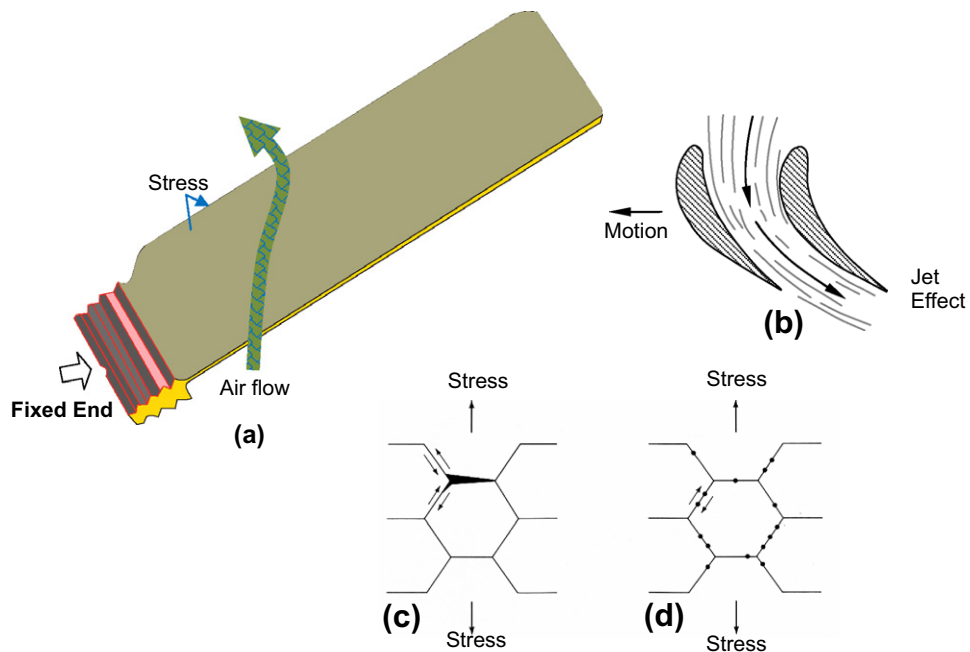 Stress
Fixed End
Air flow
(a)
Motion
Jet
Effect
(b)
Stress
Stress
(c)
(d)
Stress
Stress